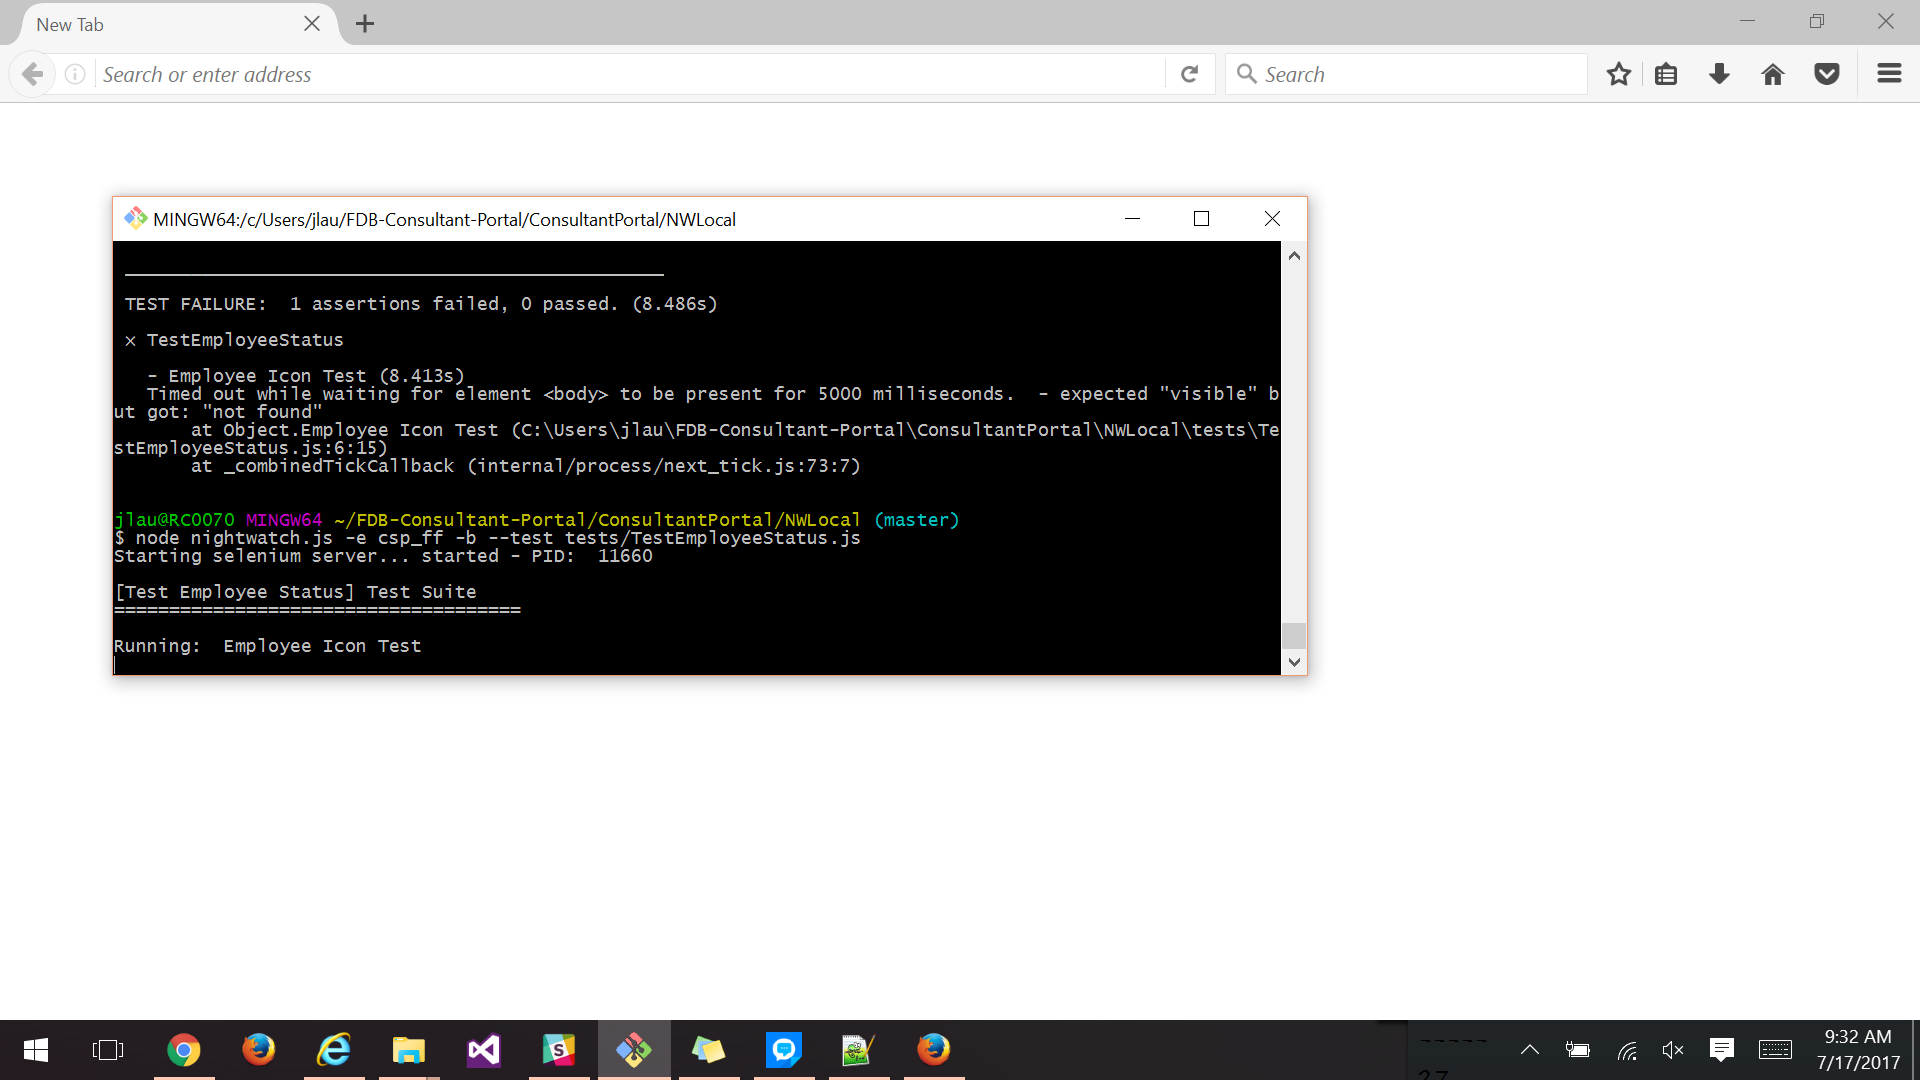 New Tab
Search or enter address
Search
MINGW64:/c/Users/jlau/FDB-Consultant-Portal/ConsultantPortal/NWLocal
TEST FAILURE:  1 assertions failed, 0 passed. (8.486s)
× TestEmployeeStatus
- Employee Icon Test (8.413s)
Timed out while waiting for element <body> to be present for 5000 milliseconds.  - expected "visible" b
ut got: "not found"
at Object.Employee Icon Test (C:\Users\jlau\FDB-Consultant-Portal\ConsultantPortal\NWLocal\tests\Te
stEmployeeStatus.js:6:15)
at _combinedTickCallback (internal/process/next_tick.js:73:7)
jlau@RC0070 MINGW64 ~/FDB-Consultant-Portal/ConsultantPortal/NWLocal (master)
$ node nightwatch.js -e csp_ff -b --test tests/TestEmployeeStatus.js
Starting selenium server... started - PID:  11660
[Test Employee Status] Test Suite
=====================================
Running:  Employee Icon Test
9:32 AM
7/17/2017